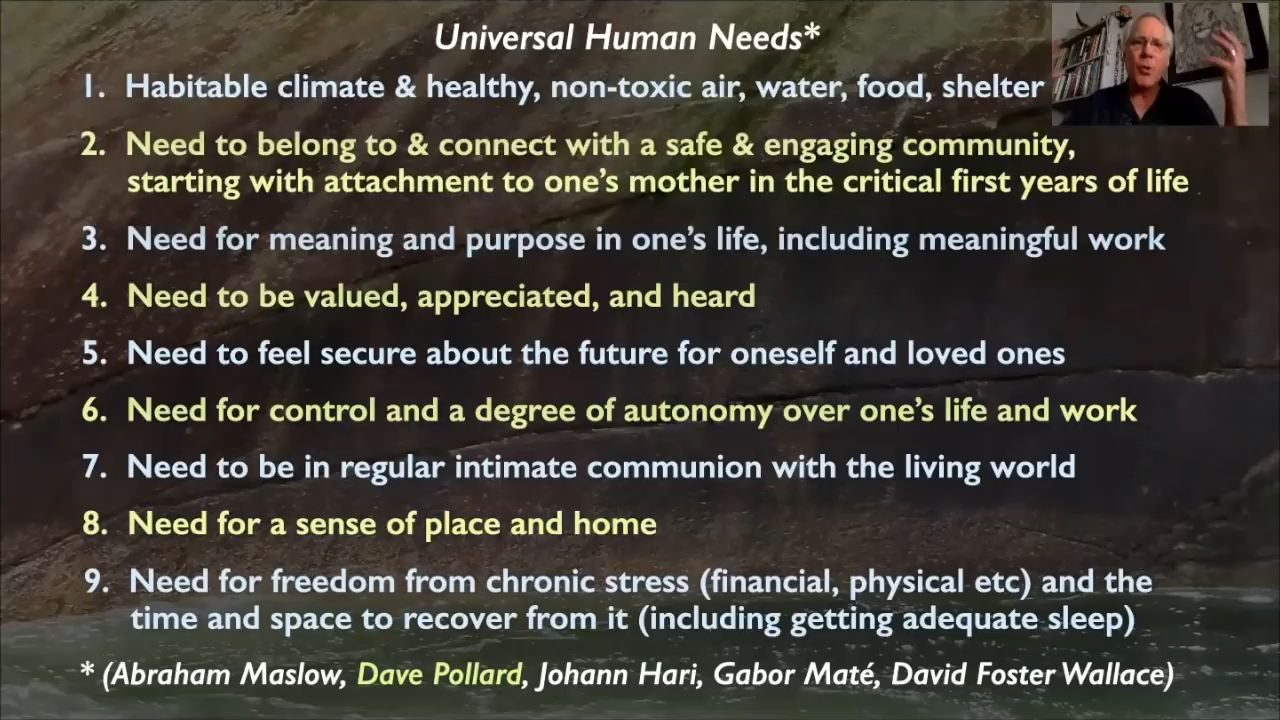 Universal Human Needs*
1. Habitable climate & healthy, non-toxic air, water, food, shelter
2. Need to belong to & connect with a safe & engaging community,
starting with attachment to one's mother in the critical first years of life
3. Need for meaning and purpose in one's life, including meaningful work
4. Need to be valued, appreciated, and heard
5. Need to feel secure about the future for oneself and loved ones
6. Need for control and a degree of autonomy over one's life and work
7. Need to be in regular intimate communion with the living world
8. Need for a sense of place and home
9. Need for freedom from chronic stress (financial, physical etc) and the
time and space to recover from it (including getting adequate sleep)
* (Abraham Maslow, Dave Pollard, Johann Hari, Gabor Maté, David Foster Wallace)